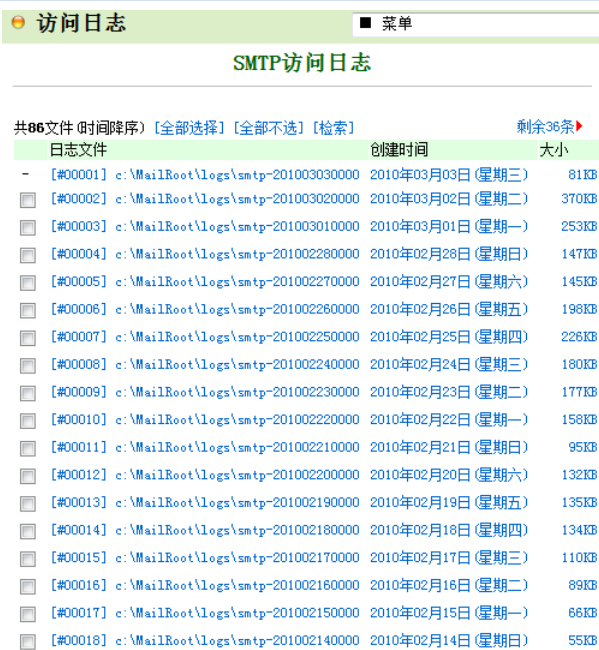 访问日志
■ 菜单
SMTP访问日志
共86文件(时间降序) [全部选择] [全部不选] [检索] 剩余36条
日志文件 创建时间 大小
- [#00001] c:\MailRoot\logs\smtp-201003030000 2010年03月03日(星期三) 81KB
[#00002] c:\MailRoot\logs\smtp-201003020000 2010年03月02日(星期二) 370KB
[#00003] c:\MailRoot\logs\smtp-201003010000 2010年03月01日(星期一) 253KB
[#00004] c:\MailRoot\logs\smtp-201002280000 2010年02月28日(星期日) 147KB
[#00005] c:\MailRoot\logs\smtp-201002270000 2010年02月27日(星期六) 145KB
[#00006] c:\MailRoot\logs\smtp-201002260000 2010年02月26日(星期五) 198KB
[#00007] c:\MailRoot\logs\smtp-201002250000 2010年02月25日(星期四) 226KB
[#00008] c:\MailRoot\logs\smtp-201002240000 2010年02月24日(星期三) 180KB
[#00009] c:\MailRoot\logs\smtp-201002230000 2010年02月23日(星期二) 177KB
[#00010] c:\MailRoot\logs\smtp-201002220000 2010年02月22日(星期一) 158KB
[#00011] c:\MailRoot\logs\smtp-201002210000 2010年02月21日(星期日) 95KB
[#00012] c:\MailRoot\logs\smtp-201002200000 2010年02月20日(星期六) 132KB
[#00013] c:\MailRoot\logs\smtp-201002190000 2010年02月19日(星期五) 135KB
[#00014] c:\MailRoot\logs\smtp-201002180000 2010年02月18日(星期四) 134KB
[#00015] c:\MailRoot\logs\smtp-201002170000 2010年02月17日(星期三) 110KB
[#00016] c:\MailRoot\logs\smtp-201002160000 2010年02月16日(星期二) 89KB
[#00017] c:\MailRoot\logs\smtp-201002150000 2010年02月15日(星期一) 66KB
[#00018] c:\MailRoot\logs\smtp-201002140000 2010年02月14日(星期日) 55KB